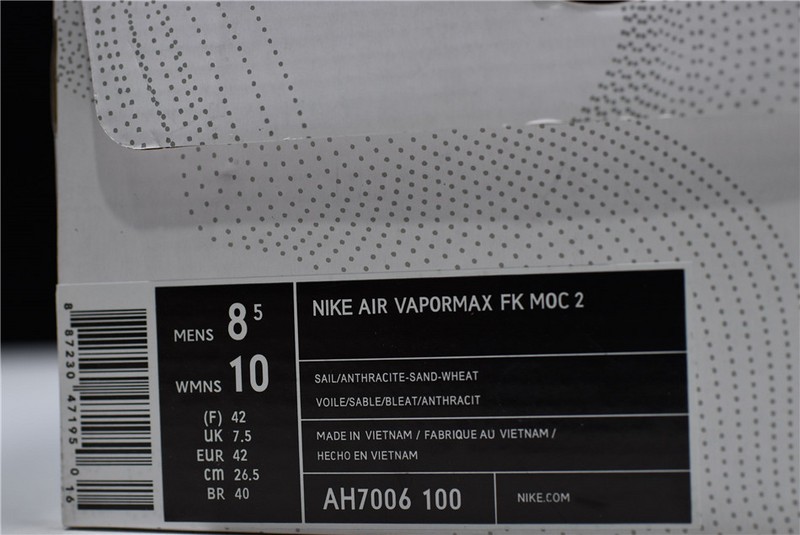 8 87230 47195 0 16
MENS 8 5
WMNS 10
(F) 42
UK 7.5
EUR 42
cm 26.5
BR 40
NIKE AIR VAPORMAX FK MOC 2
SAIL/ANTHRACITE-SAND-WHEAT
VOILE/SABLE/BLEAT/ANTHRACIT
MADE IN VIETNAM / FABRIQUE AU VIETNAM /
HECHO EN VIETNAM
AH7006 100
NIKE.COM